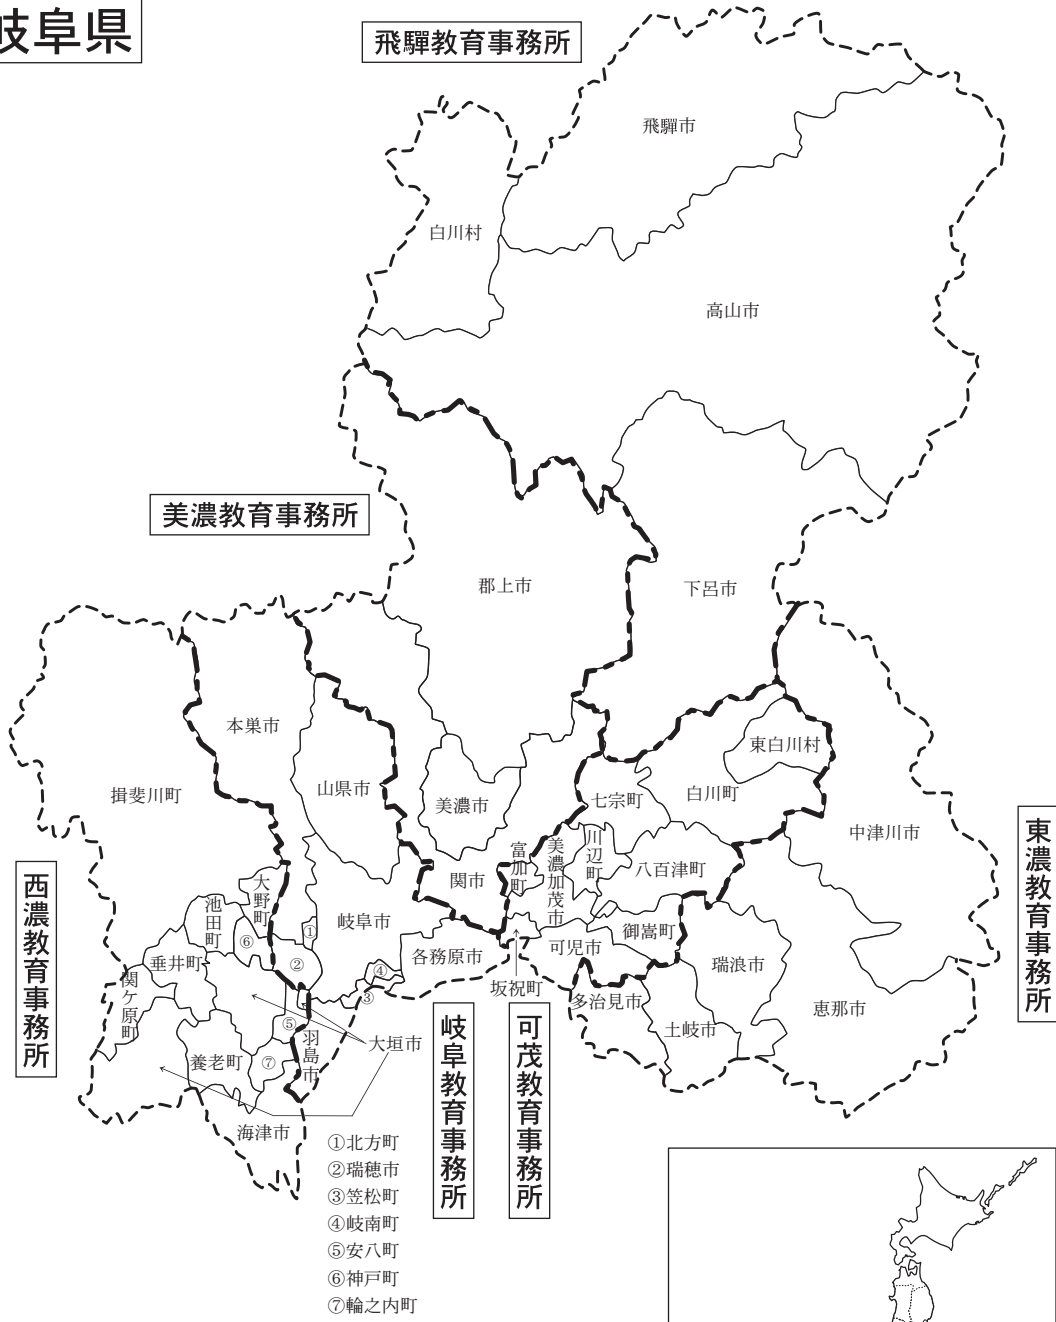 岐阜県
飛驒教育事務所
飛驒市
白川村
高山市
美濃教育事務所
郡上市
下呂市
本巣市
東白川村
揖斐川町
山県市
美濃市
七宗町
白川町
中津川市
東濃教育事務所
西濃教育事務所
大野町
池田町
関市
富加町
美濃加茂市
川辺町
八百津町
岐阜市
①
⑥
②
垂井町
関ケ原町
各務原市
④
③
坂祝町
可児市
御嵩町
瑞浪市
多治見市
土岐市
恵那市
⑤
羽島市
大垣市
養老町
⑦
海津市
岐阜教育事務所
可茂教育事務所
①北方町
②瑞穂市
③笠松町
④岐南町
⑤安八町
⑥神戸町
⑦輪之内町